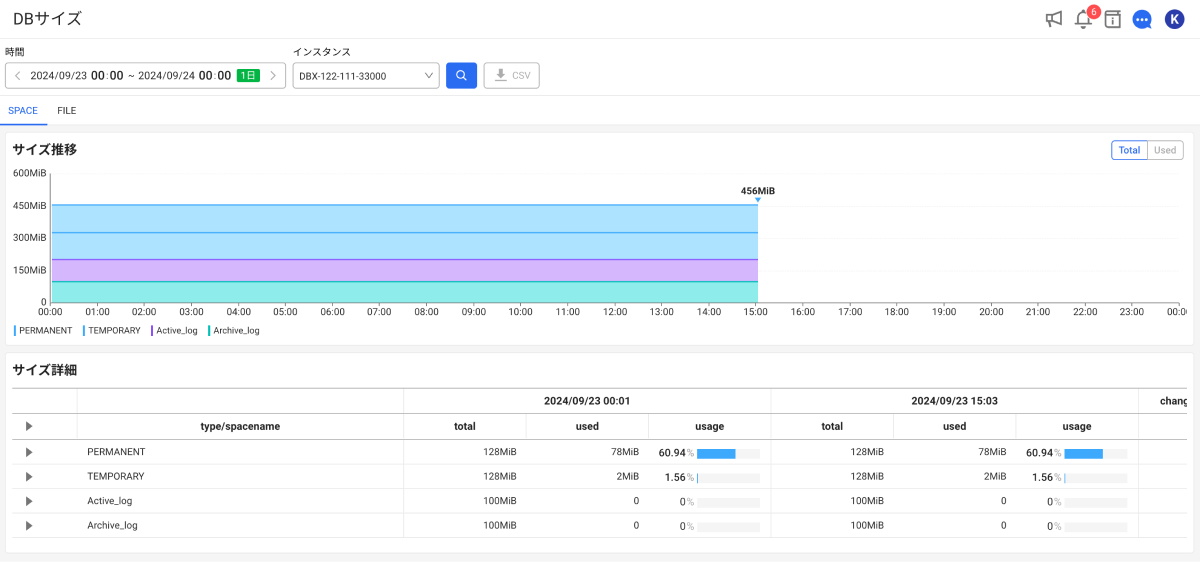 DBサイズ
6
K
時間
インスタンス
2024/09/23 00:00 ~ 2024/09/24 00:00 1日
DBX-122-111-33000
CSV
SPACE FILE
サイズ推移
Total Used
600MiB
450MiB
300MiB
150MiB
0
456MiB
00:00 01:00 02:00 03:00 04:00 05:00 06:00 07:00 08:00 09:00 10:00 11:00 12:00 13:00 14:00 15:00 16:00 17:00 18:00 19:00 20:00 21:00 22:00 23:00 00:0
PERMANENT TEMPORARY Active_log Archive_log
サイズ詳細
2024/09/23 00:01 2024/09/23 15:03 chang
type/spacename total used usage total used usage
PERMANENT 128MiB 78MiB 60.94% 128MiB 78MiB 60.94%
TEMPORARY 128MiB 2MiB 1.56% 128MiB 2MiB 1.56%
Active_log 100MiB 0 0% 100MiB 0 0%
Archive_log 100MiB 0 0% 100MiB 0 0%